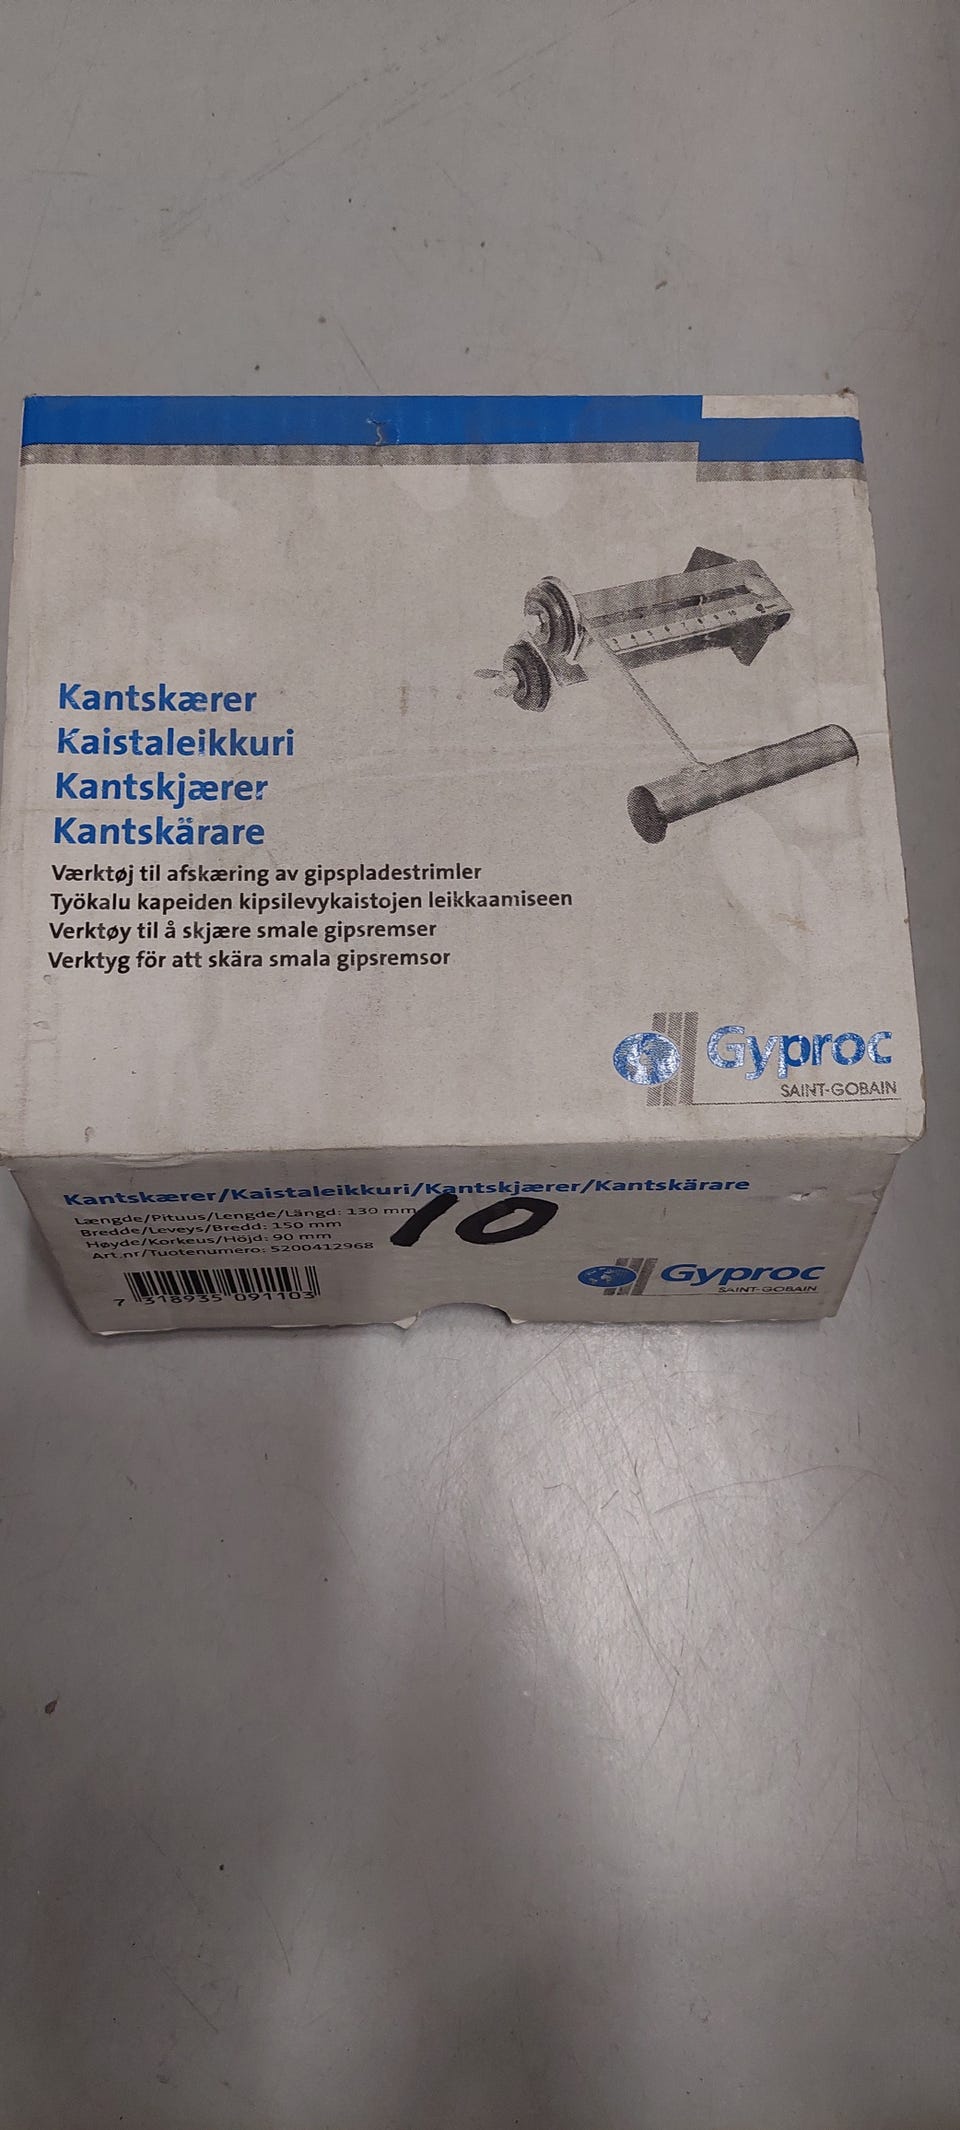 Kantskærer
Kaistaleikkuri
Kantskjærer
Kantskärare
Værktøj til afskæring av gipspladestrimler
Työkalu kapeiden kipsilevykaistojen leikkaamiseen
Verktøy til å skjære smale gipsremser
Verktyg för att skära smala gipsremsor
Gyproc
SAINT-GOBAIN
Kantskærer/Kaistaleikkuri/Kantskjærer/Kantskärare
Længde/Pituus/Lengde/Längd: 130 mm
Bredde/Leveys/Bredd: 150 mm
Høyde/Korkeus/Höjd: 90 mm
Art.nr/Tuotenumero: 5200412968
10
7 318935 091103
Gyproc
SAINT-GOBAIN